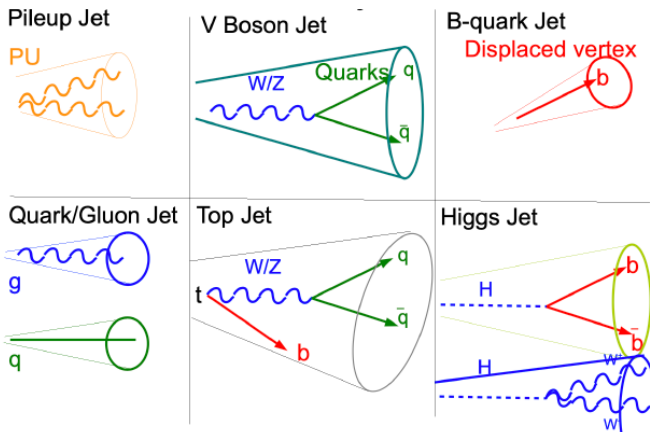 Pileup Jet
PU
V Boson Jet
W/Z
Quarks
q
q̄
B-quark Jet
Displaced vertex
b
Quark/Gluon Jet
g
q
Top Jet
t
W/Z
q
q̄
b
Higgs Jet
H
b
b̄
H
W⁺
W